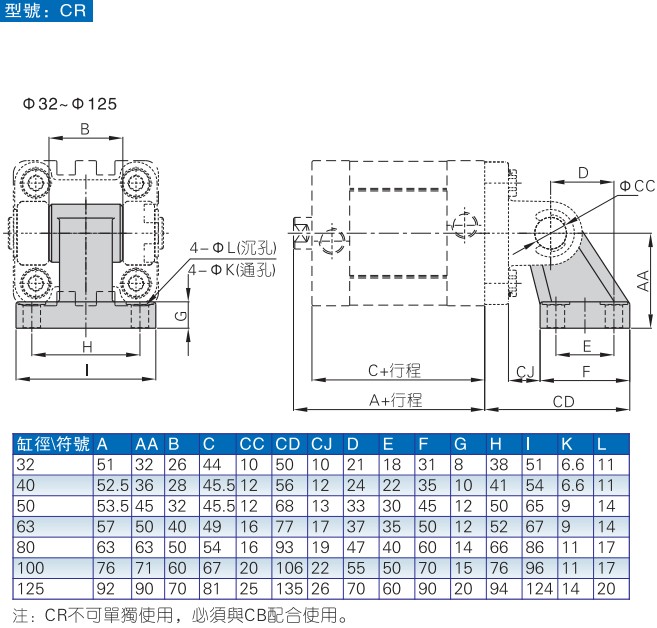 型號：CR
Φ32~Φ125
B
D
ΦCC
4-ΦL(沉孔)
4-ΦK(通孔)
AA
G
H
I
C+行程
A+行程
CJ
E
F
CD
缸徑\符號 A AA B C CC CD CJ D E F G H I K L
32 51 32 26 44 10 50 10 21 18 31 8 38 51 6.6 11
40 52.5 36 28 45.5 12 56 12 24 22 35 10 41 54 6.6 11
50 53.5 45 32 45.5 12 68 13 33 30 45 12 50 65 9 14
63 57 50 40 49 16 77 17 37 35 50 12 52 67 9 14
80 63 63 50 54 16 93 19 47 40 60 14 66 86 11 17
100 76 71 60 67 20 106 22 55 50 70 15 76 96 11 17
125 92 90 70 81 25 135 26 70 60 90 20 94 124 14 20
注：CR不可單獨使用，必須與CB配合使用。